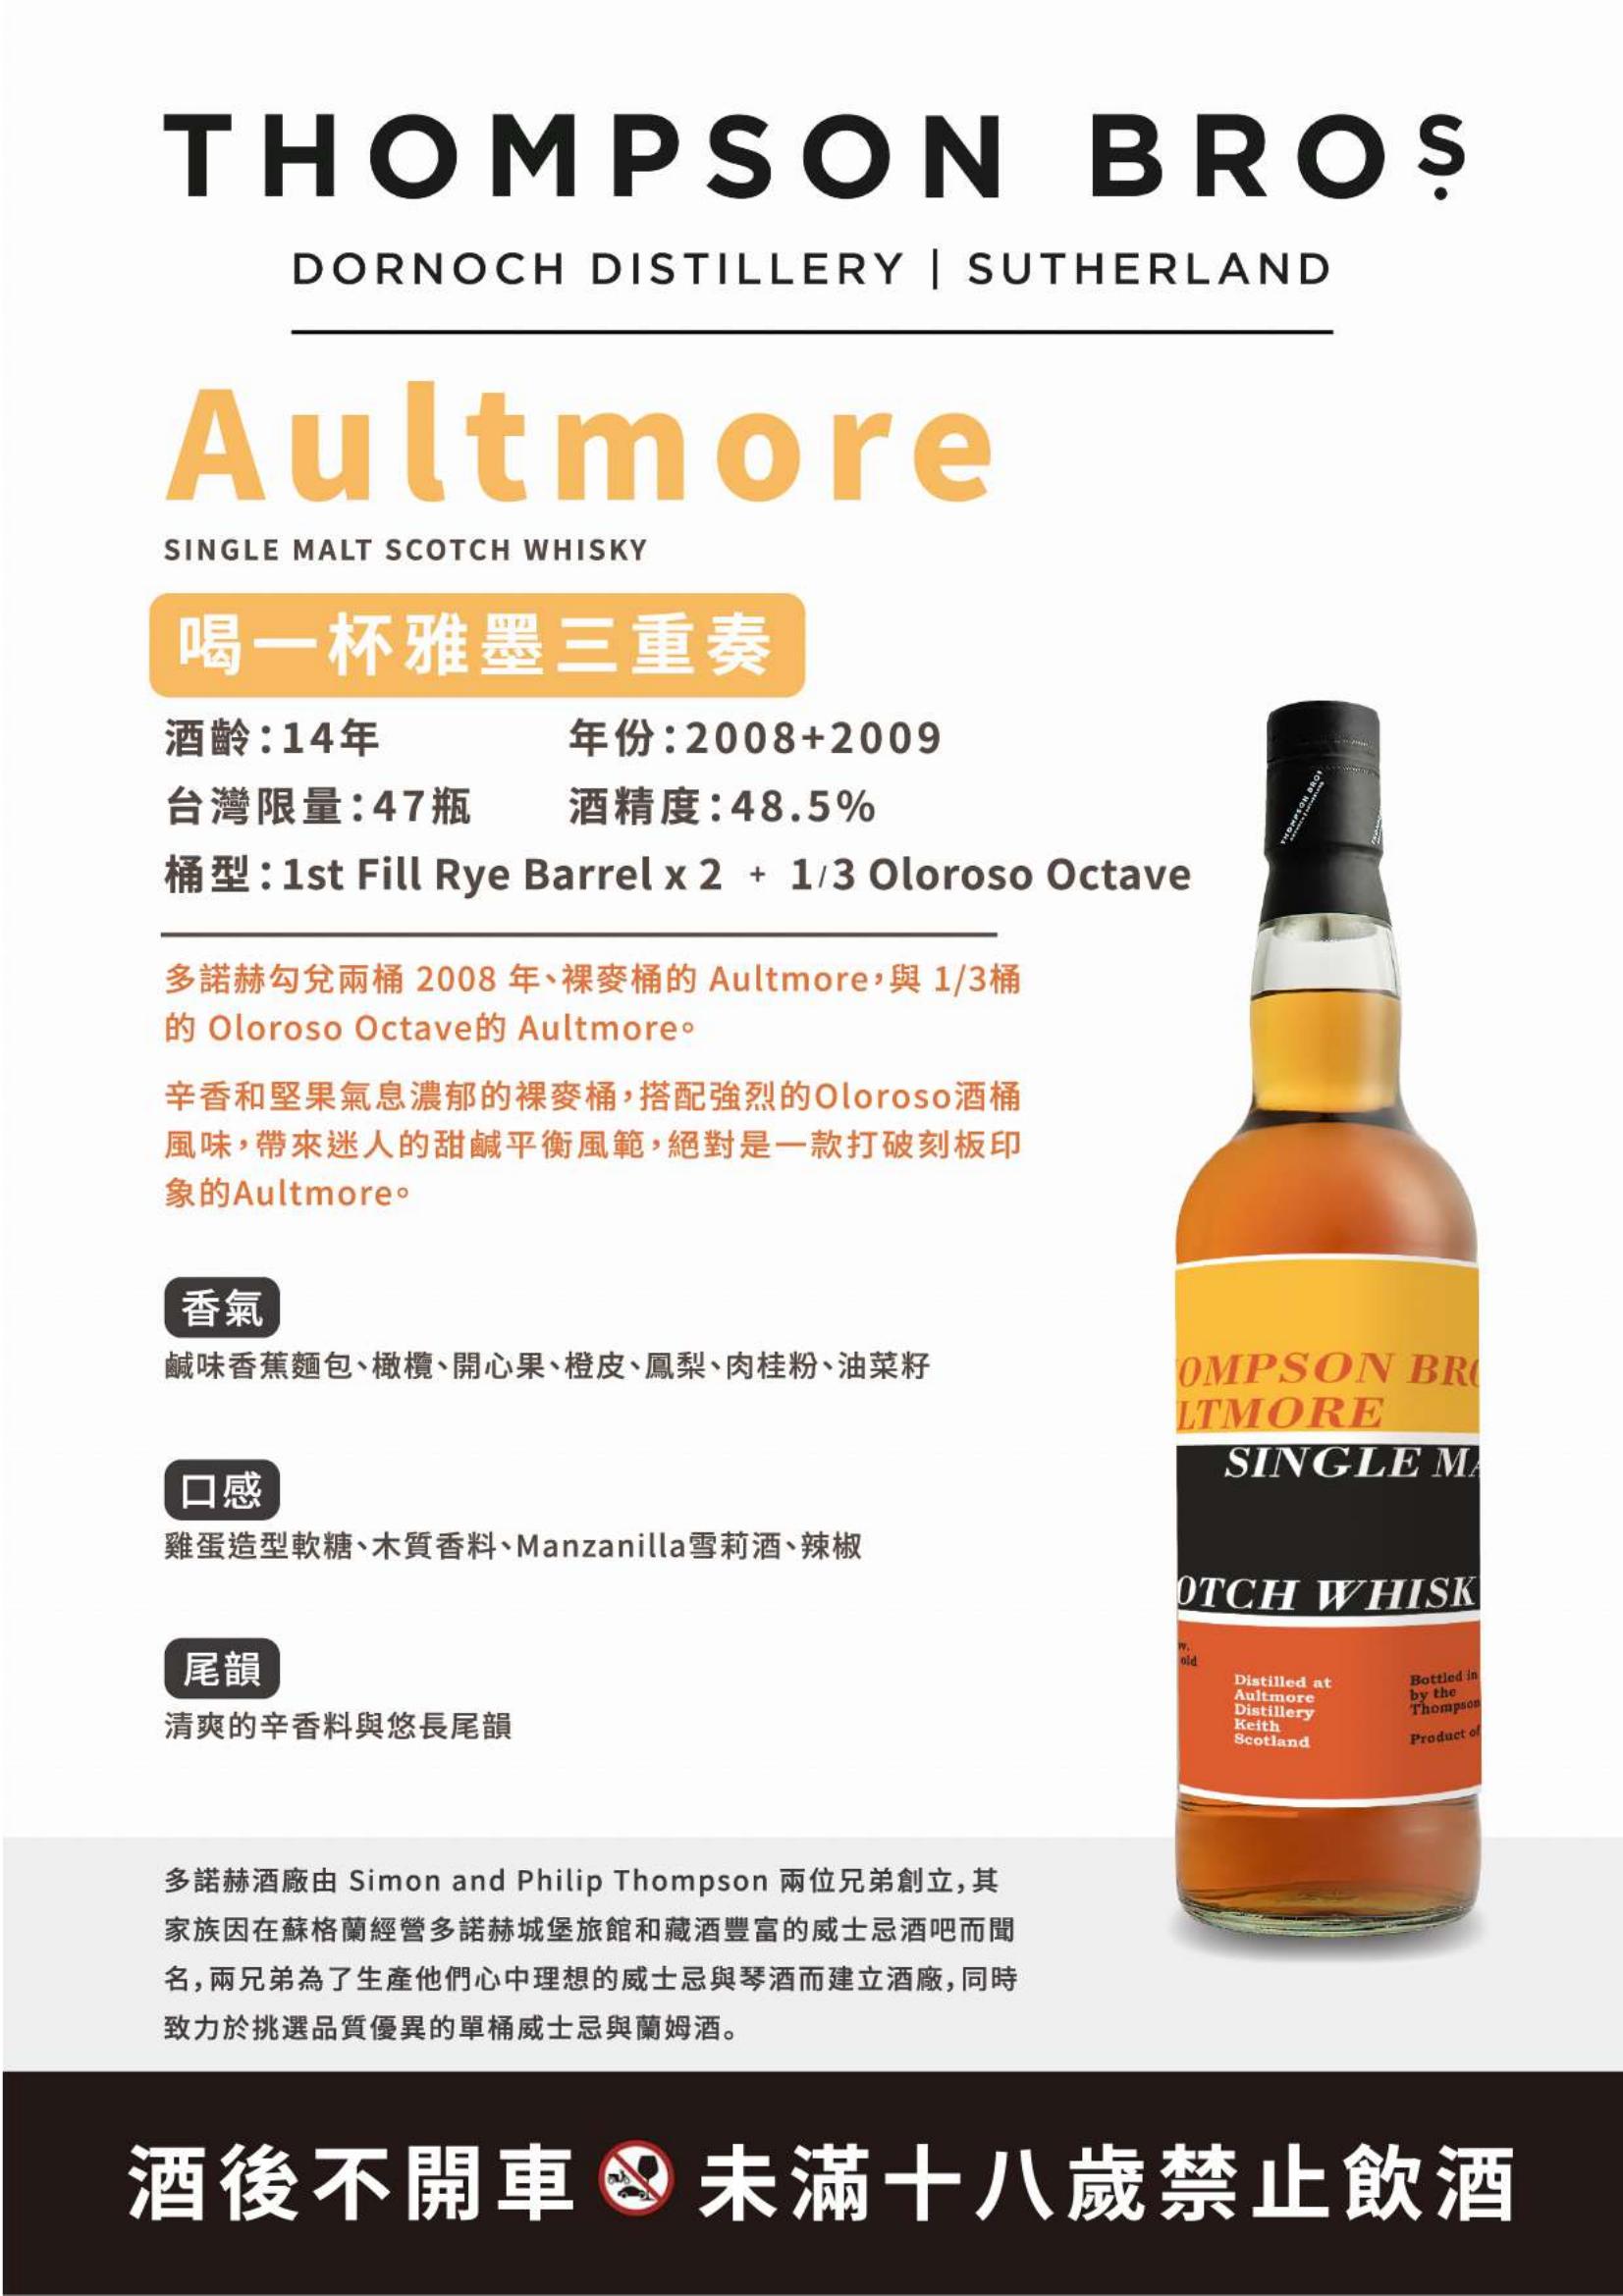 THOMPSON BROS
DORNOCH DISTILLERY | SUTHERLAND
Aultmore
SINGLE MALT SCOTCH WHISKY
喝一杯雅墨三重奏
酒齡：14年 年份：2008+2009
台灣限量：47瓶 酒精度：48.5%
桶型：1st Fill Rye Barrel x 2 + 1/3 Oloroso Octave
多諾赫勾兌兩桶 2008 年、裸麥桶的 Aultmore，與 1/3桶
的 Oloroso Octave的 Aultmore。
辛香和堅果氣息濃郁的裸麥桶，搭配強烈的Oloroso酒桶
風味，帶來迷人的甜鹹平衡風範，絕對是一款打破刻板印
象的Aultmore。
香氣
鹹味香蕉麵包、橄欖、開心果、橙皮、鳳梨、肉桂粉、油菜籽
口感
雞蛋造型軟糖、木質香料、Manzanilla雪莉酒、辣椒
尾韻
清爽的辛香料與悠長尾韻
THOMPSON BROS
OMPSON BRO
LTMORE
SINGLE MA
OTCH WHISK
w.
old
Distilled at
Aultmore
Distillery
Keith
Scotland
Bottled in
by the
Thompson
Product of
多諾赫酒廠由 Simon and Philip Thompson 兩位兄弟創立，其
家族因在蘇格蘭經營多諾赫城堡旅館和藏酒豐富的威士忌酒吧而聞
名，兩兄弟為了生產他們心中理想的威士忌與琴酒而建立酒廠，同時
致力於挑選品質優異的單桶威士忌與蘭姆酒。
酒後不開車 未滿十八歲禁止飲酒